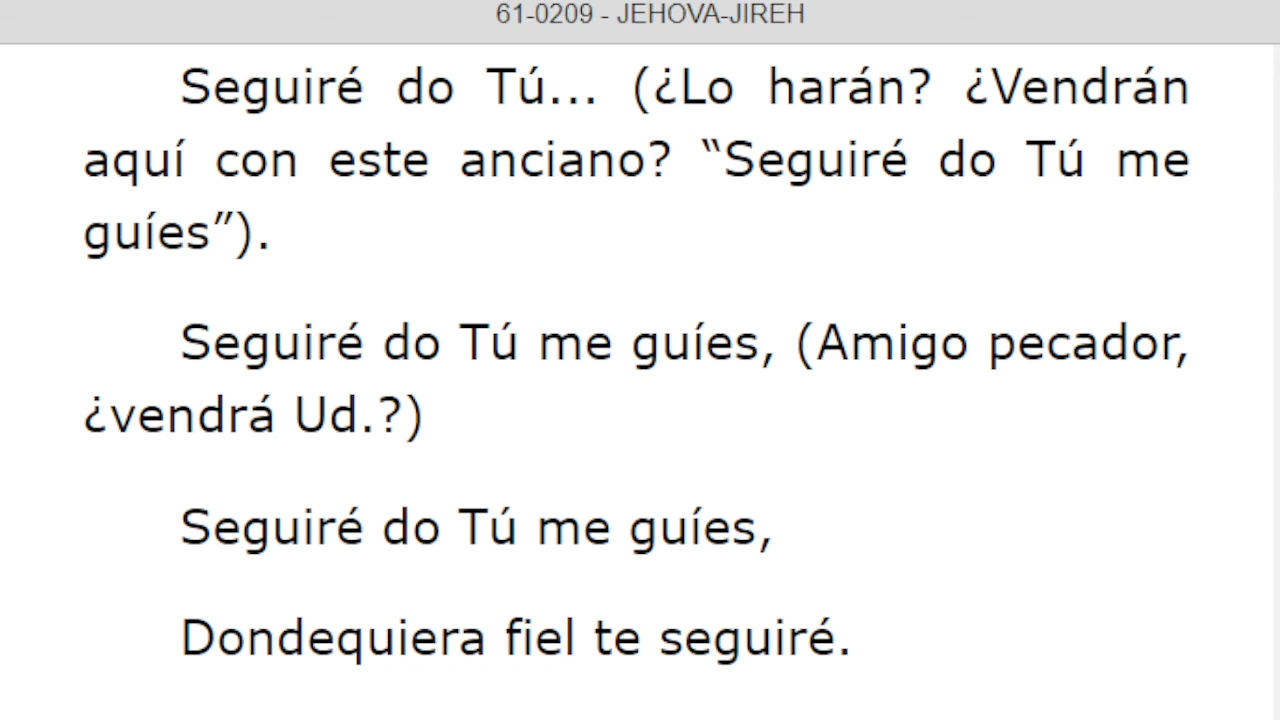 61-0209 - JEHOVA-JIREH
Seguiré do Tú... (¿Lo harán? ¿Vendrán
aquí con este anciano? “Seguiré do Tú me
guíes”).
Seguiré do Tú me guíes, (Amigo pecador,
¿vendrá Ud.?)
Seguiré do Tú me guíes,
Dondequiera fiel te seguiré.